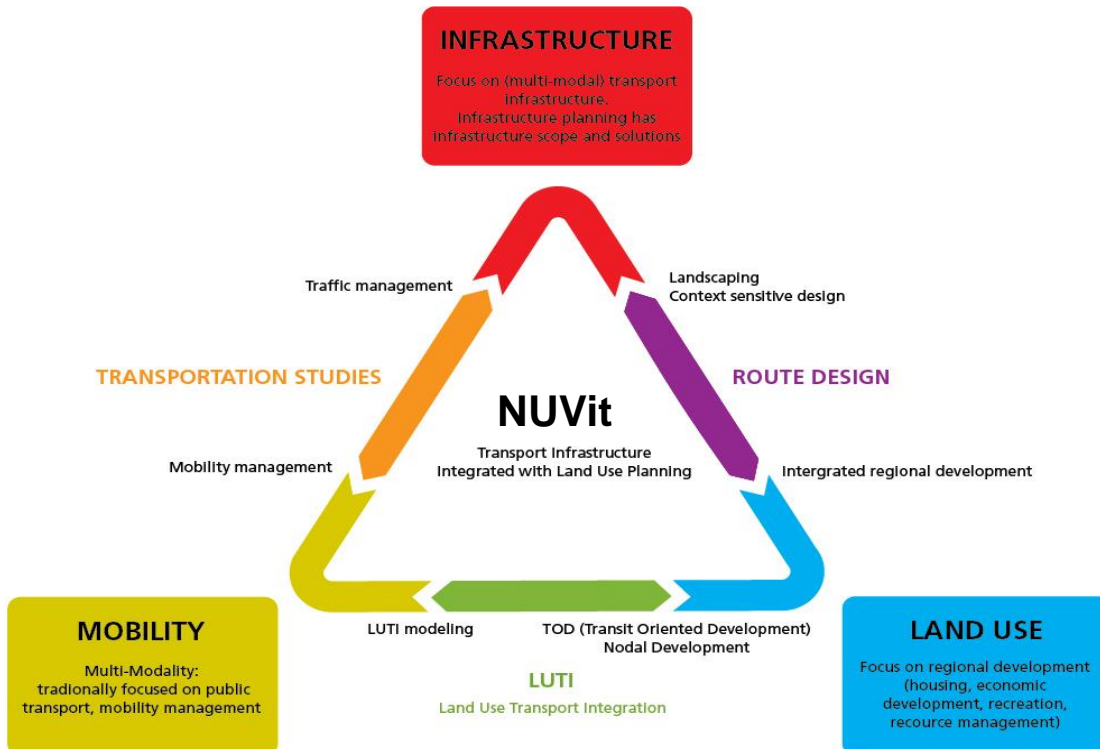 INFRASTRUCTURE
Focus on (multi-modal) transport
infrastructure.
Infrastructure planning has
infrastructure scope and solutions
Traffic management
Landscaping
Context sensitive design
TRANSPORTATION STUDIES
ROUTE DESIGN
NUVit
Transport Infrastructure
Integrated with Land Use Planning
Mobility management
Intergrated regional development
MOBILITY
Multi-Modality:
tradionally focused on public
transport, mobility management
LUTI modeling
TOD (Transit Oriented Development)
Nodal Development
LUTI
Land Use Transport Integration
LAND USE
Focus on regional development
(housing, economic
development, recreation,
recource management)